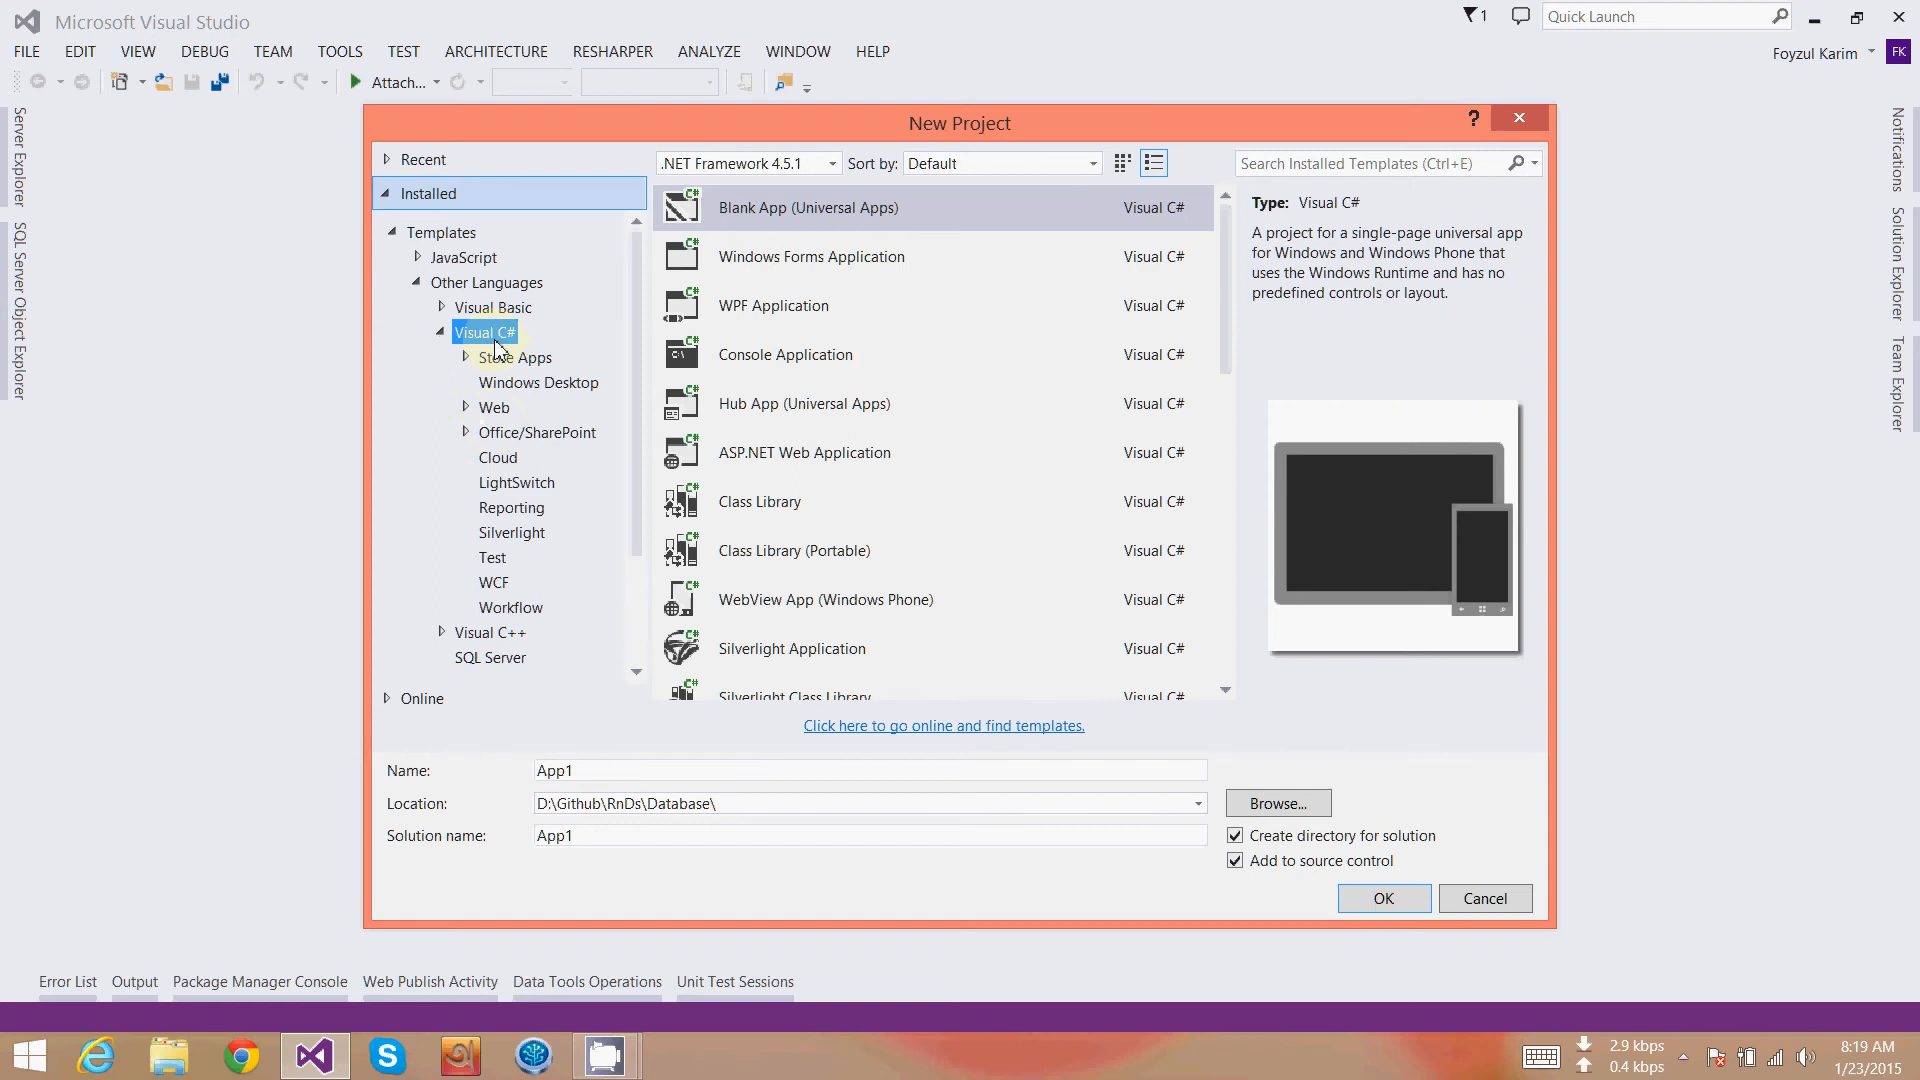 Microsoft Visual Studio
1
Quick Launch
FILE EDIT VIEW DEBUG TEAM TOOLS TEST ARCHITECTURE RESHARPER ANALYZE WINDOW HELP
Foyzul Karim FK
Attach...
Server Explorer
SQL Server Object Explorer
Notifications
Solution Explorer
Team Explorer
New Project
?
Recent
Installed
Templates
JavaScript
Other Languages
Visual Basic
Visual C#
Store Apps
Windows Desktop
Web
Office/SharePoint
Cloud
LightSwitch
Reporting
Silverlight
Test
WCF
Workflow
Visual C++
SQL Server
Online
.NET Framework 4.5.1 Sort by: Default
Search Installed Templates (Ctrl+E)
Blank App (Universal Apps) Visual C#
Windows Forms Application Visual C#
WPF Application Visual C#
Console Application Visual C#
Hub App (Universal Apps) Visual C#
ASP.NET Web Application Visual C#
Class Library Visual C#
Class Library (Portable) Visual C#
WebView App (Windows Phone) Visual C#
Silverlight Application Visual C#
Silverlight Class Library Visual C#
Click here to go online and find templates.
Type: Visual C#
A project for a single-page universal app
for Windows and Windows Phone that
uses the Windows Runtime and has no
predefined controls or layout.
Name: App1
Location: D:\Github\RnDs\Database\ Browse...
Solution name: App1
Create directory for solution
Add to source control
OK Cancel
Error List Output Package Manager Console Web Publish Activity Data Tools Operations Unit Test Sessions
2.9 kbps
0.4 kbps
8:19 AM
1/23/2015